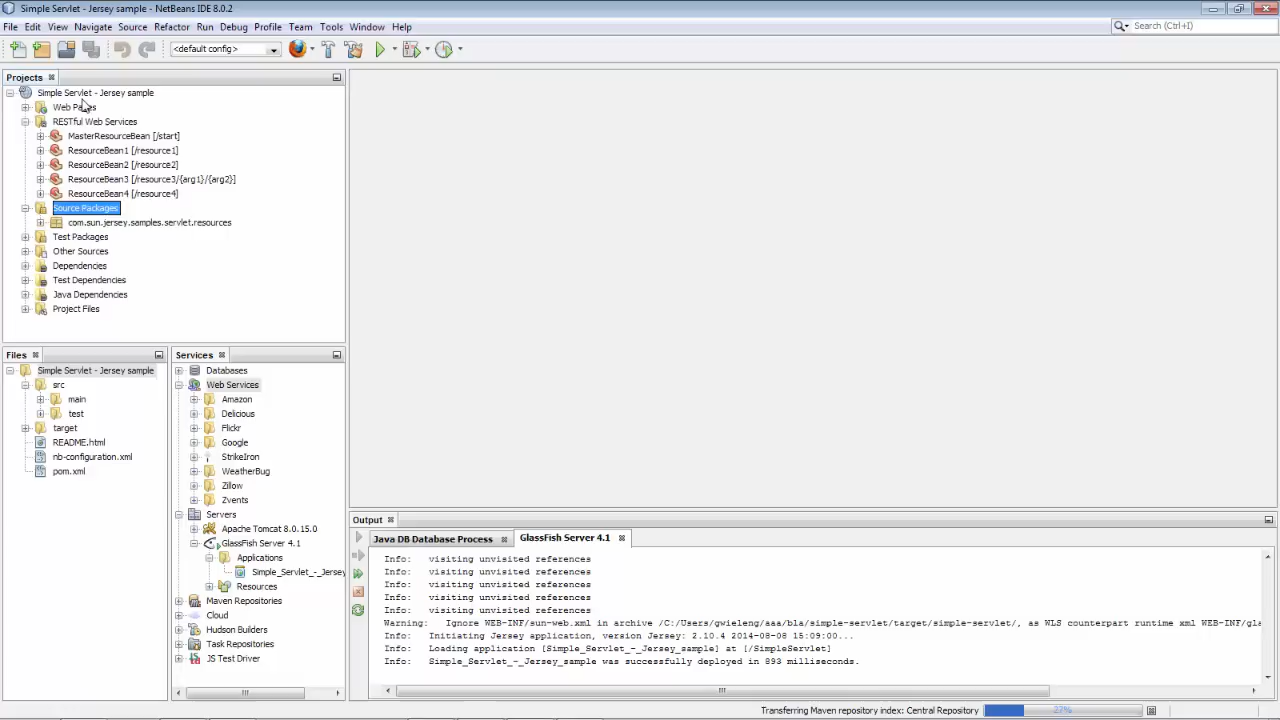 Simple Servlet - Jersey sample - NetBeans IDE 8.0.2
File Edit View Navigate Source Refactor Run Debug Profile Team Tools Window Help
Search (Ctrl+I)
<default config>
Projects
Simple Servlet - Jersey sample
Web Pages
RESTful Web Services
MasterResourceBean [/start]
ResourceBean1 [/resource1]
ResourceBean2 [/resource2]
ResourceBean3 [/resource3/{arg1}/{arg2}]
ResourceBean4 [/resource4]
Source Packages
com.sun.jersey.samples.servlet.resources
Test Packages
Other Sources
Dependencies
Test Dependencies
Java Dependencies
Project Files
Files
Simple Servlet - Jersey sample
src
main
test
target
README.html
nb-configuration.xml
pom.xml
Services
Databases
Web Services
Amazon
Delicious
Flickr
Google
StrikeIron
WeatherBug
Zillow
Zvents
Servers
Apache Tomcat 8.0.15.0
GlassFish Server 4.1
Applications
Simple_Servlet_-_Jersey
Resources
Maven Repositories
Cloud
Hudson Builders
Task Repositories
JS Test Driver
Output
Java DB Database Process GlassFish Server 4.1
Info: visiting unvisited references
Info: visiting unvisited references
Info: visiting unvisited references
Info: visiting unvisited references
Info: visiting unvisited references
Warning: Ignore WEB-INF/sun-web.xml in archive /C:/Users/gwieleng/aaa/bla/simple-servlet/target/simple-servlet/, as WLS counterpart runtime xml WEB-INF/gla
Info: Initiating Jersey application, version Jersey: 2.10.4 2014-08-08 15:09:00...
Info: Loading application [Simple_Servlet_-_Jersey_sample] at [/SimpleServlet]
Info: Simple_Servlet_-_Jersey_sample was successfully deployed in 893 milliseconds.
Transferring Maven repository index: Central Repository 27%